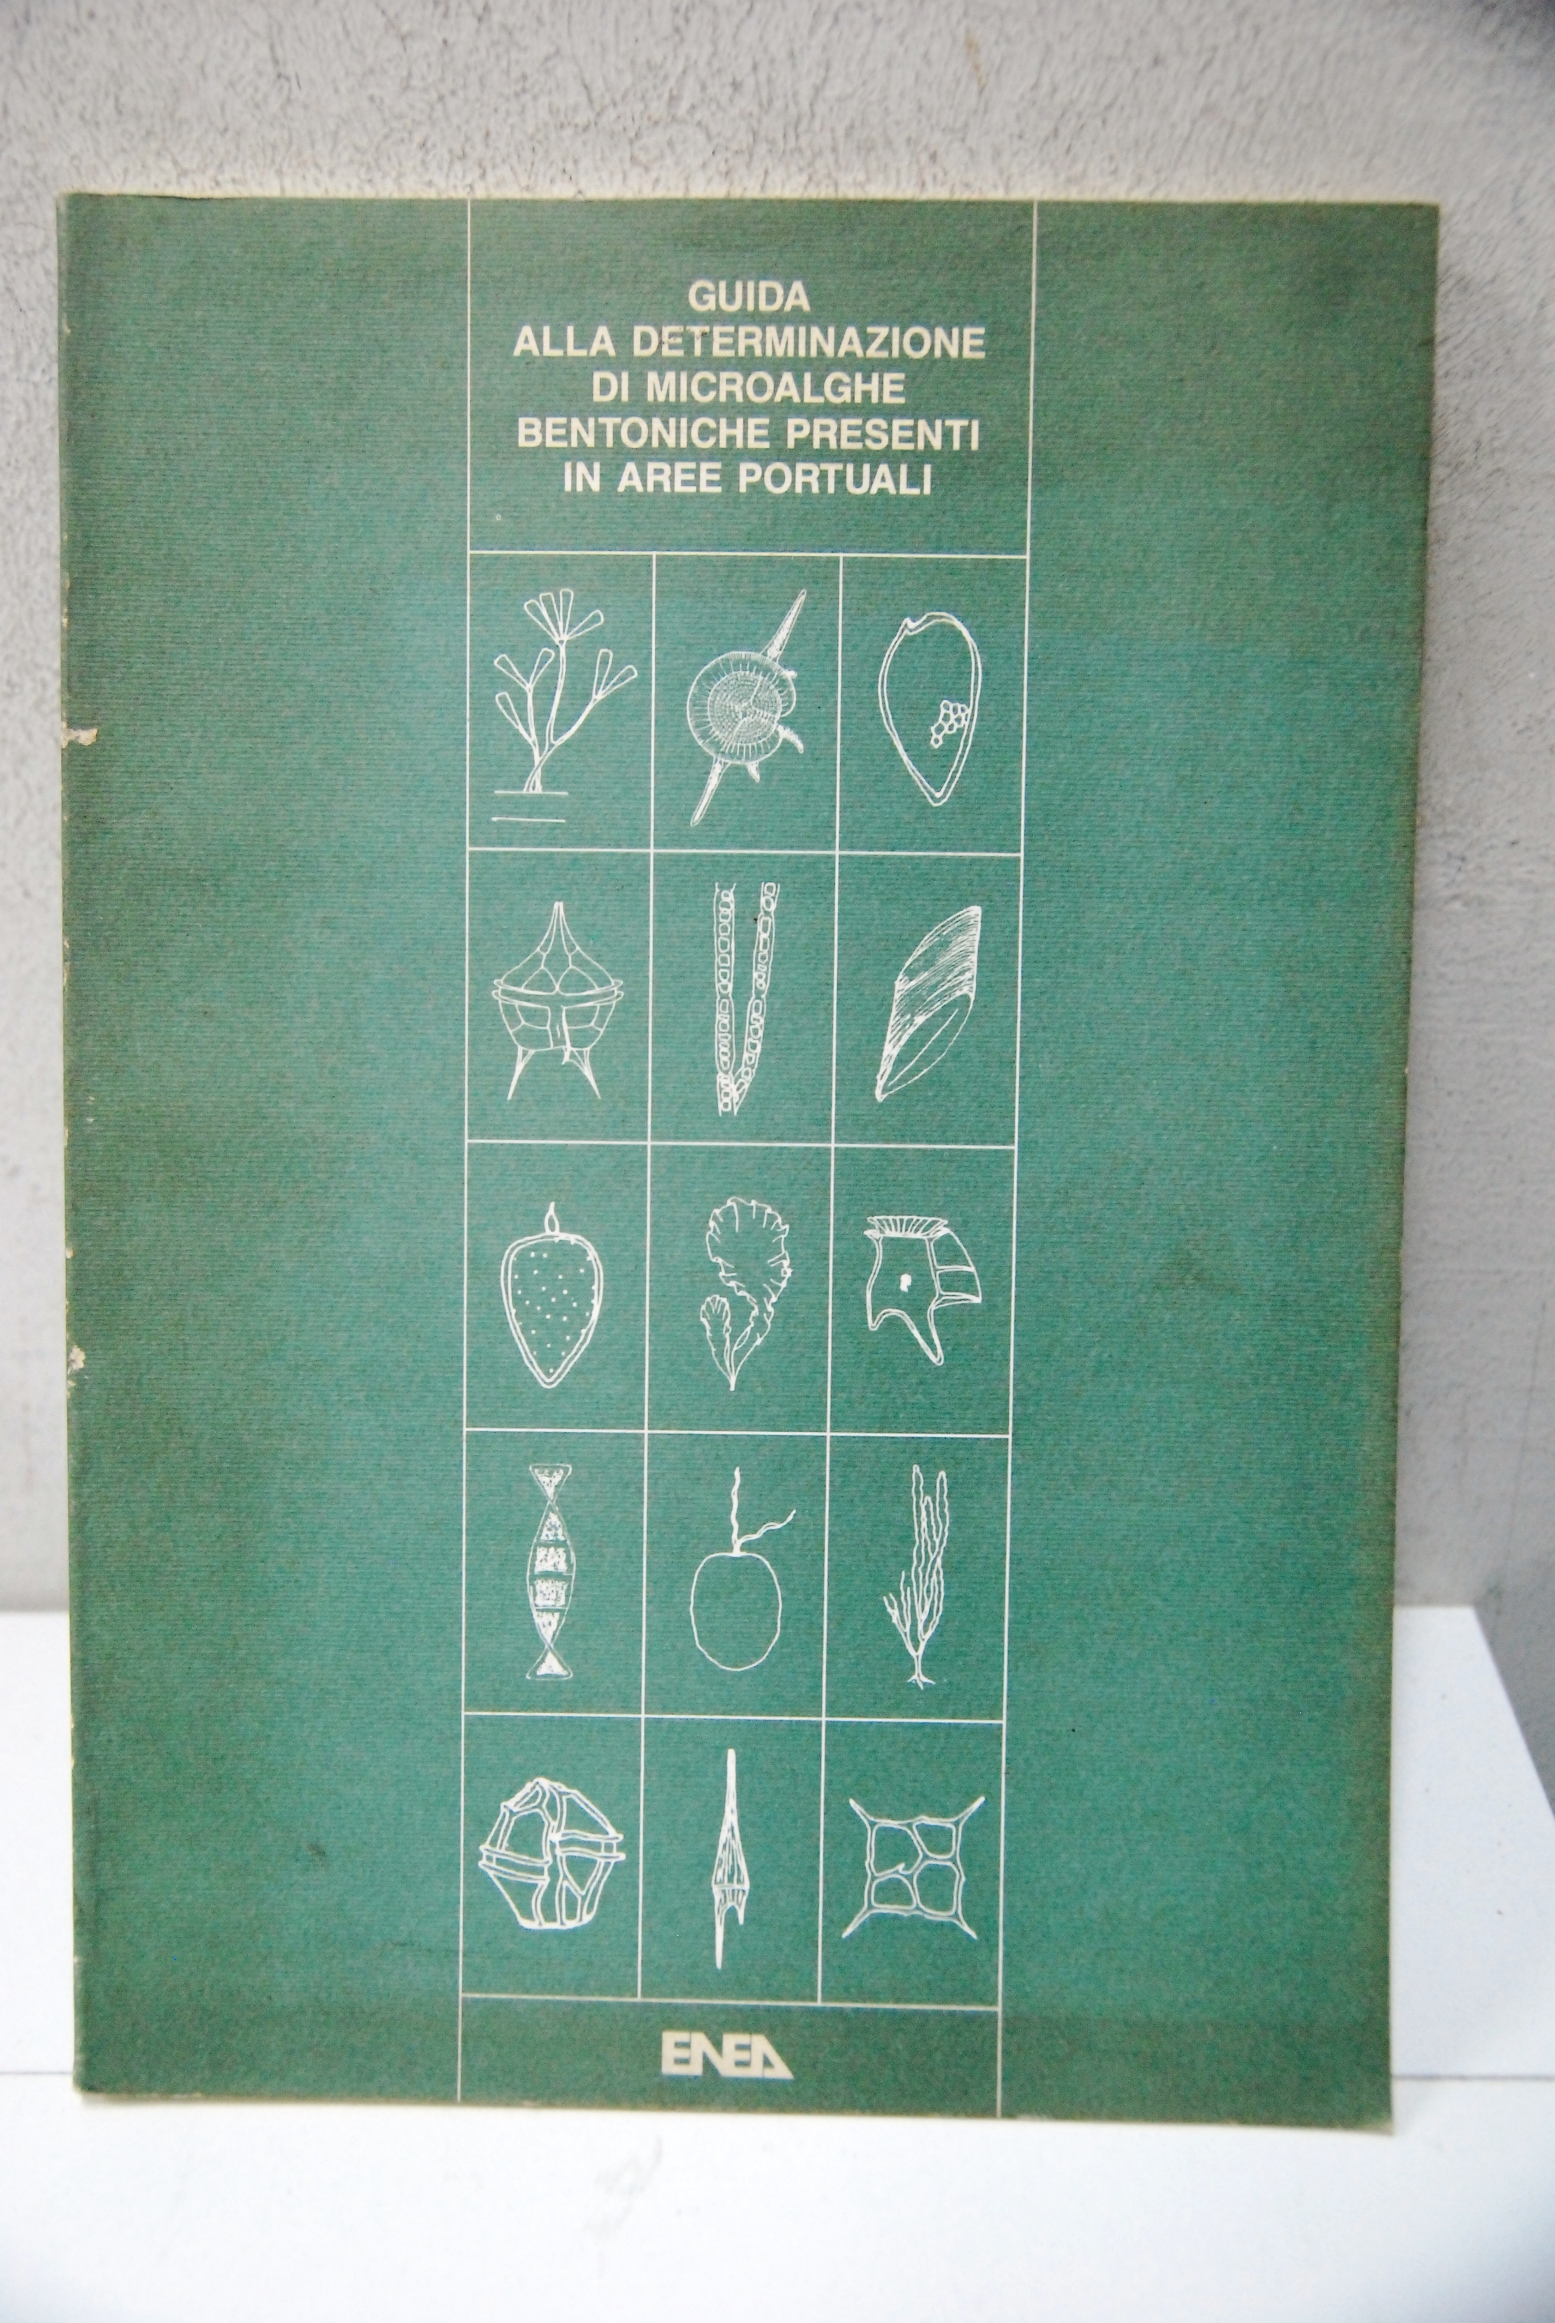 GUIDA
ALLA DETERMINAZIONE
DI MICROALGHE
BENTONICHE PRESENTI
IN AREE PORTUALI
ENEA